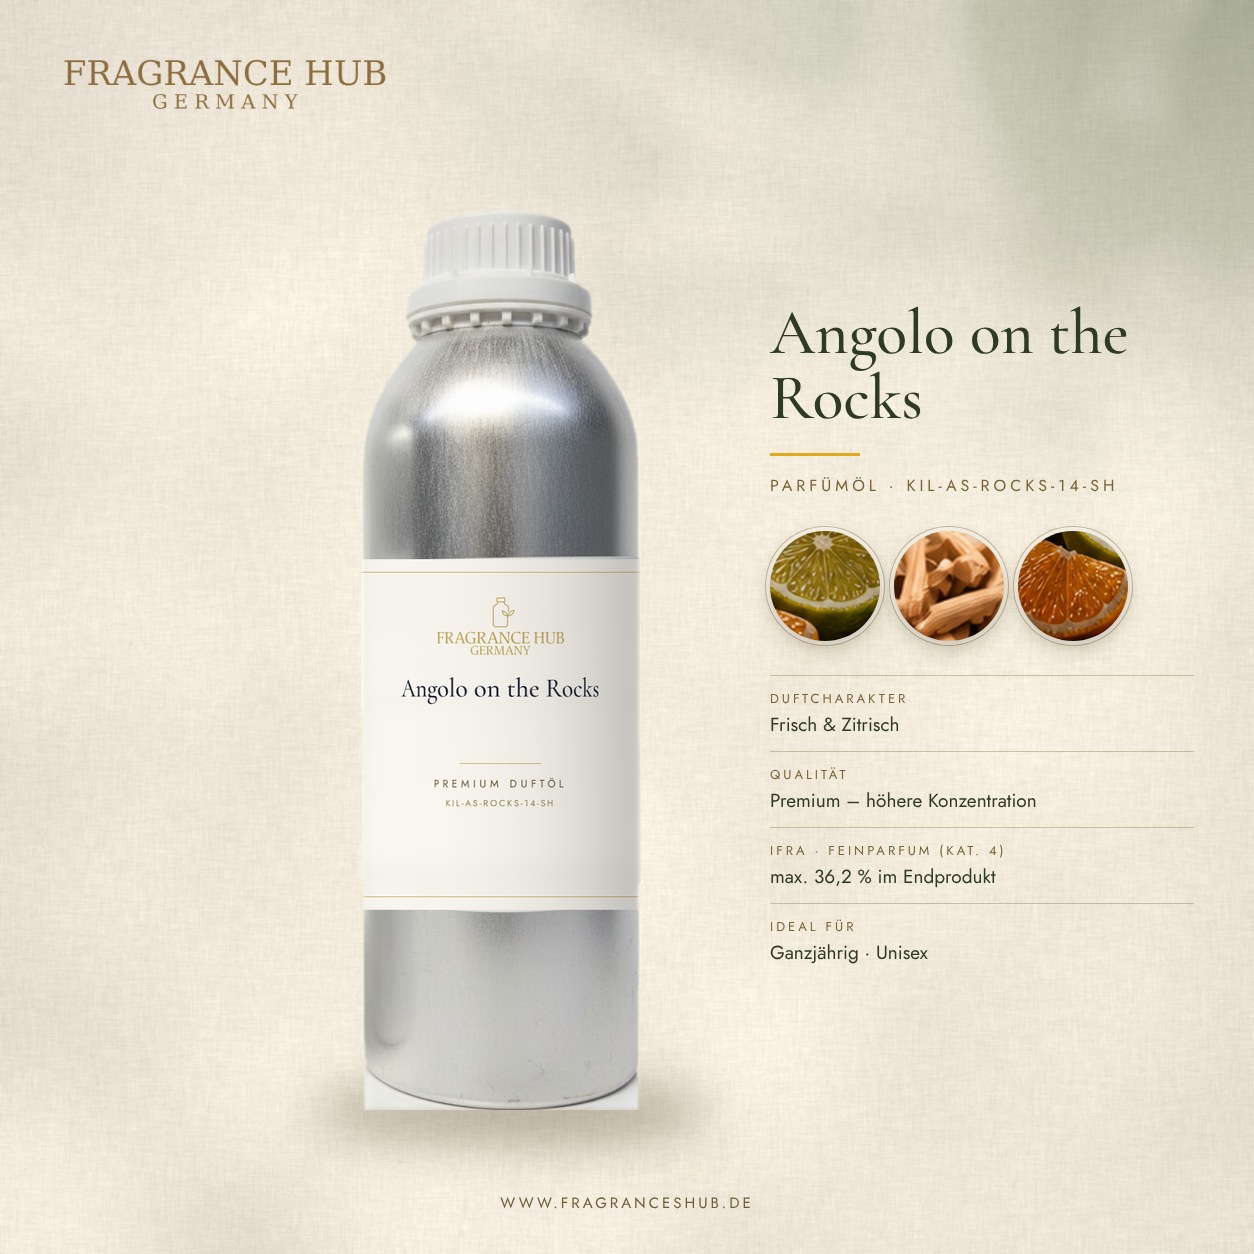 FRAGRANCE HUB
GERMANY
Angolo on the
Rocks
PARFÜMÖL · KIL-AS-ROCKS-14-SH
DUFTCHARAKTER
Frisch & Zitrisch
QUALITÄT
Premium – höhere Konzentration
IFRA · FEINPARFUM (KAT. 4)
max. 36,2 % im Endprodukt
IDEAL FÜR
Ganzjährig · Unisex
FRAGRANCE HUB
GERMANY
Angolo on the Rocks
PREMIUM DUFTÖL
KIL-AS-ROCKS-14-SH
WWW.FRAGRANCESHUB.DE